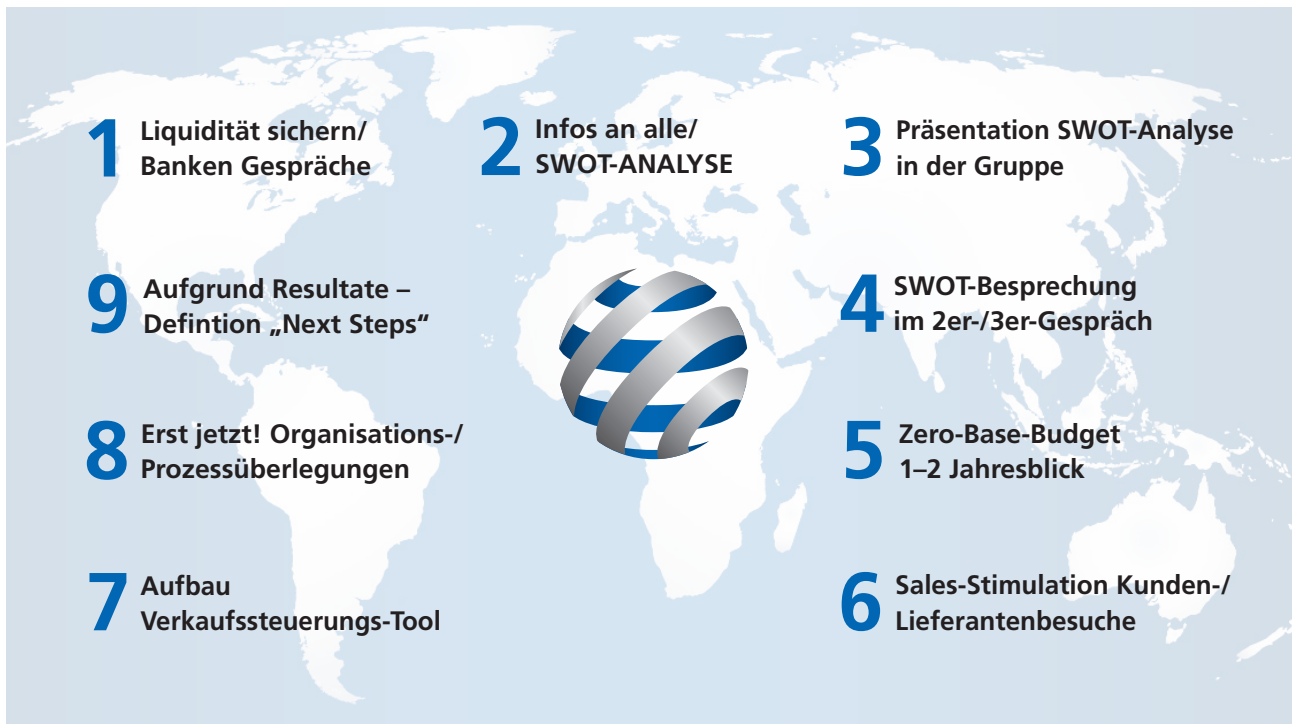 1 Liquidität sichern/
Banken Gespräche
2 Infos an alle/
SWOT-ANALYSE
3 Präsentation SWOT-Analyse
in der Gruppe
4 SWOT-Besprechung
im 2er-/3er-Gespräch
5 Zero-Base-Budget
1–2 Jahresblick
6 Sales-Stimulation Kunden-/
Lieferantenbesuche
7 Aufbau
Verkaufssteuerungs-Tool
8 Erst jetzt! Organisations-/
Prozessüberlegungen
9 Aufgrund Resultate –
Defintion „Next Steps“